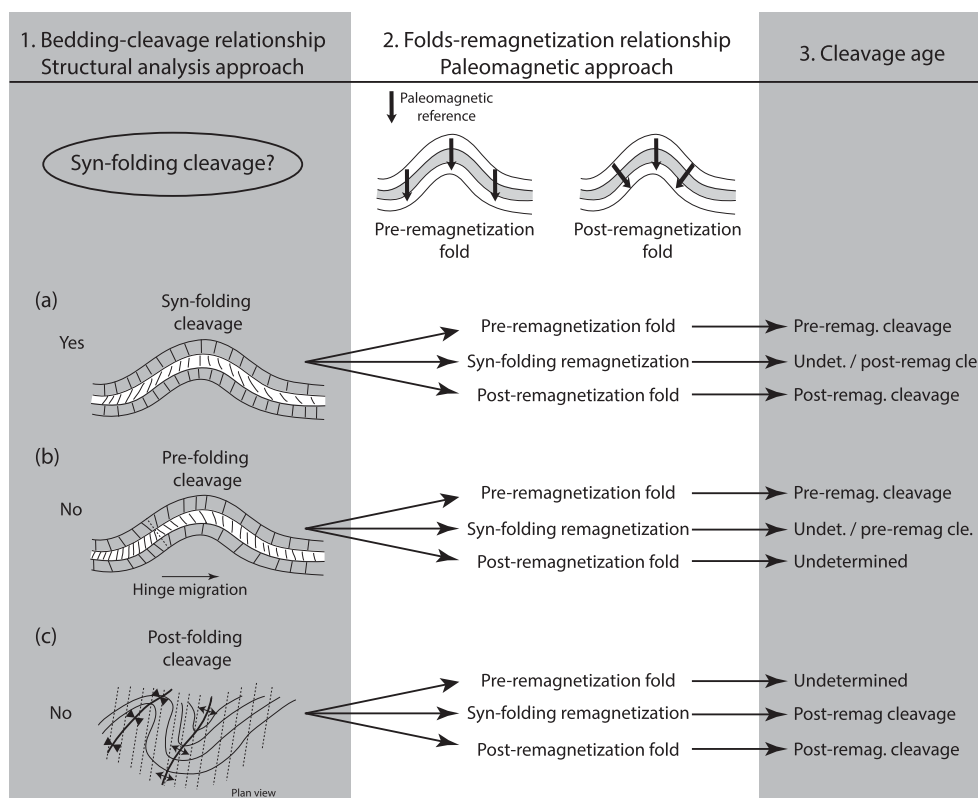 1. Bedding-cleavage relationship
Structural analysis approach
2. Folds-remagnetization relationship
Paleomagnetic approach
3. Cleavage age
Syn-folding cleavage?
Paleomagnetic
reference
Pre-remagnetization
fold
Post-remagnetization
fold
(a)
Yes
Syn-folding
cleavage
Pre-remagnetization fold
Pre-remag. cleavage
Syn-folding remagnetization
Undet. / post-remag cle
Post-remagnetization fold
Post-remag. cleavage
(b)
No
Pre-folding
cleavage
Hinge migration
Pre-remagnetization fold
Pre-remag. cleavage
Syn-folding remagnetization
Undet. / pre-remag cle.
Post-remagnetization fold
Undetermined
(c)
No
Post-folding
cleavage
Plan view
Pre-remagnetization fold
Undetermined
Syn-folding remagnetization
Post-remag cleavage
Post-remagnetization fold
Post-remag. cleavage